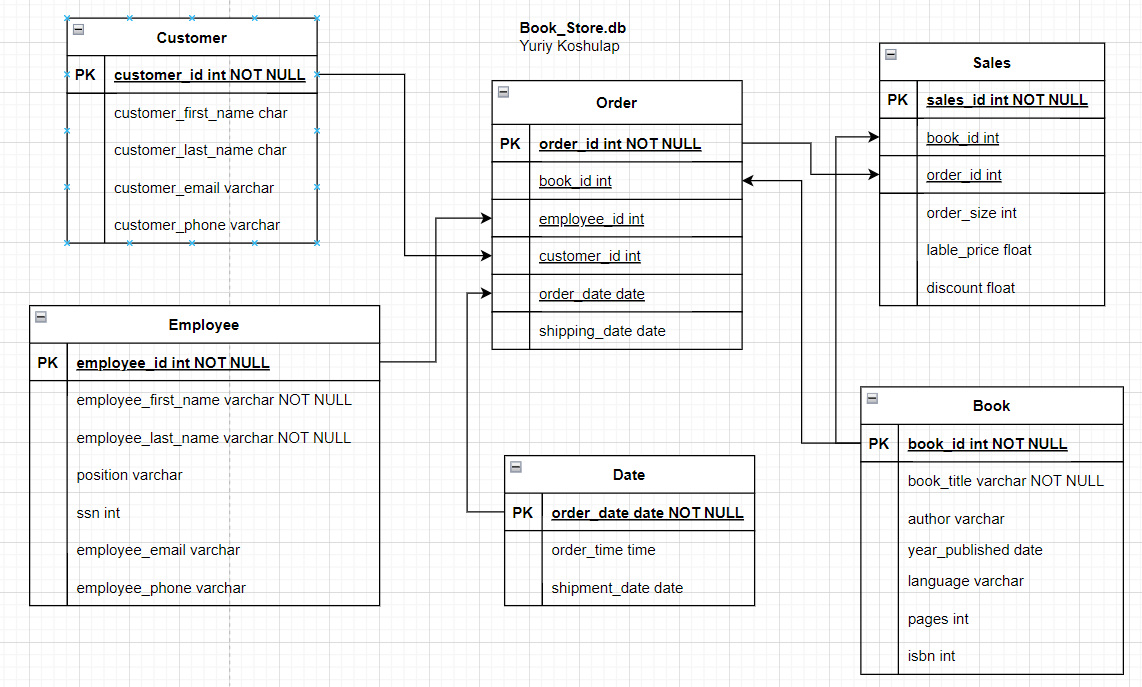 Book_Store.db
Yuriy Koshulap
Customer
PK customer_id int NOT NULL
customer_first_name char
customer_last_name char
customer_email varchar
customer_phone varchar
Order
PK order_id int NOT NULL
book_id int
employee_id int
customer_id int
order_date date
shipping_date date
Sales
PK sales_id int NOT NULL
book_id int
order_id int
order_size int
lable_price float
discount float
Employee
PK employee_id int NOT NULL
employee_first_name varchar NOT NULL
employee_last_name varchar NOT NULL
position varchar
ssn int
employee_email varchar
employee_phone varchar
Date
PK order_date date NOT NULL
order_time time
shipment_date date
Book
PK book_id int NOT NULL
book_title varchar NOT NULL
author varchar
year_published date
language varchar
pages int
isbn int